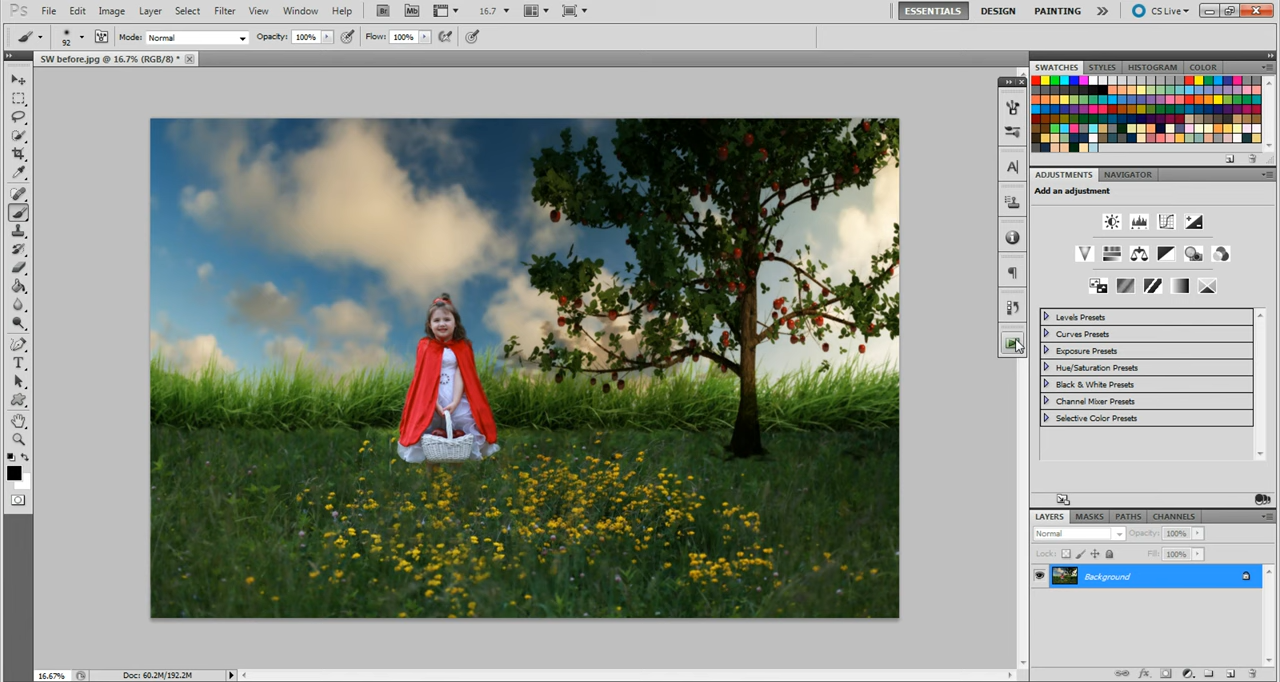 Ps File Edit Image Layer Select Filter View Window Help Br Mb 16.7 ESSENTIALS DESIGN PAINTING CS Live
92 Mode: Normal Opacity: 100% Flow: 100%
SW before.jpg @ 16.7% (RGB/8) *
SWATCHES STYLES HISTOGRAM COLOR
ADJUSTMENTS NAVIGATOR
Add an adjustment
Levels Presets
Curves Presets
Exposure Presets
Hue/Saturation Presets
Black & White Presets
Channel Mixer Presets
Selective Color Presets
LAYERS MASKS PATHS CHANNELS
Normal Opacity: 100%
Lock: Fill: 100%
Background
16.67% Doc: 60.2M/192.2M